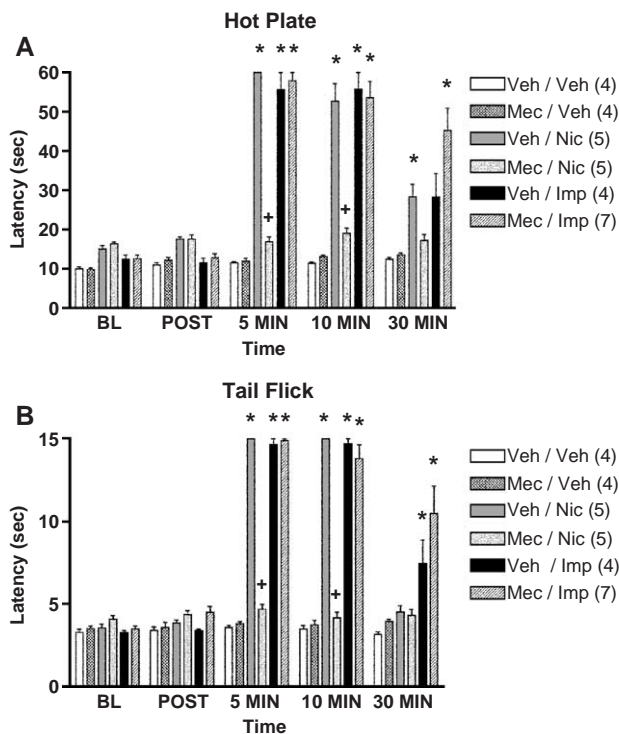 Hot Plate
A
* ** * * * *
60
50
40
30
20
10
0
+ +
Latency (sec)
BL POST 5 MIN 10 MIN 30 MIN
Time
Veh / Veh (4)
Mec / Veh (4)
Veh / Nic (5)
Mec / Nic (5)
Veh / Imp (4)
Mec / Imp (7)
Tail Flick
B
* ** * * * * *
15
10
5
0
+ +
Latency (sec)
BL POST 5 MIN 10 MIN 30 MIN
Time
Veh / Veh (4)
Mec / Veh (4)
Veh / Nic (5)
Mec / Nic (5)
Veh / Imp (4)
Mec / Imp (7)